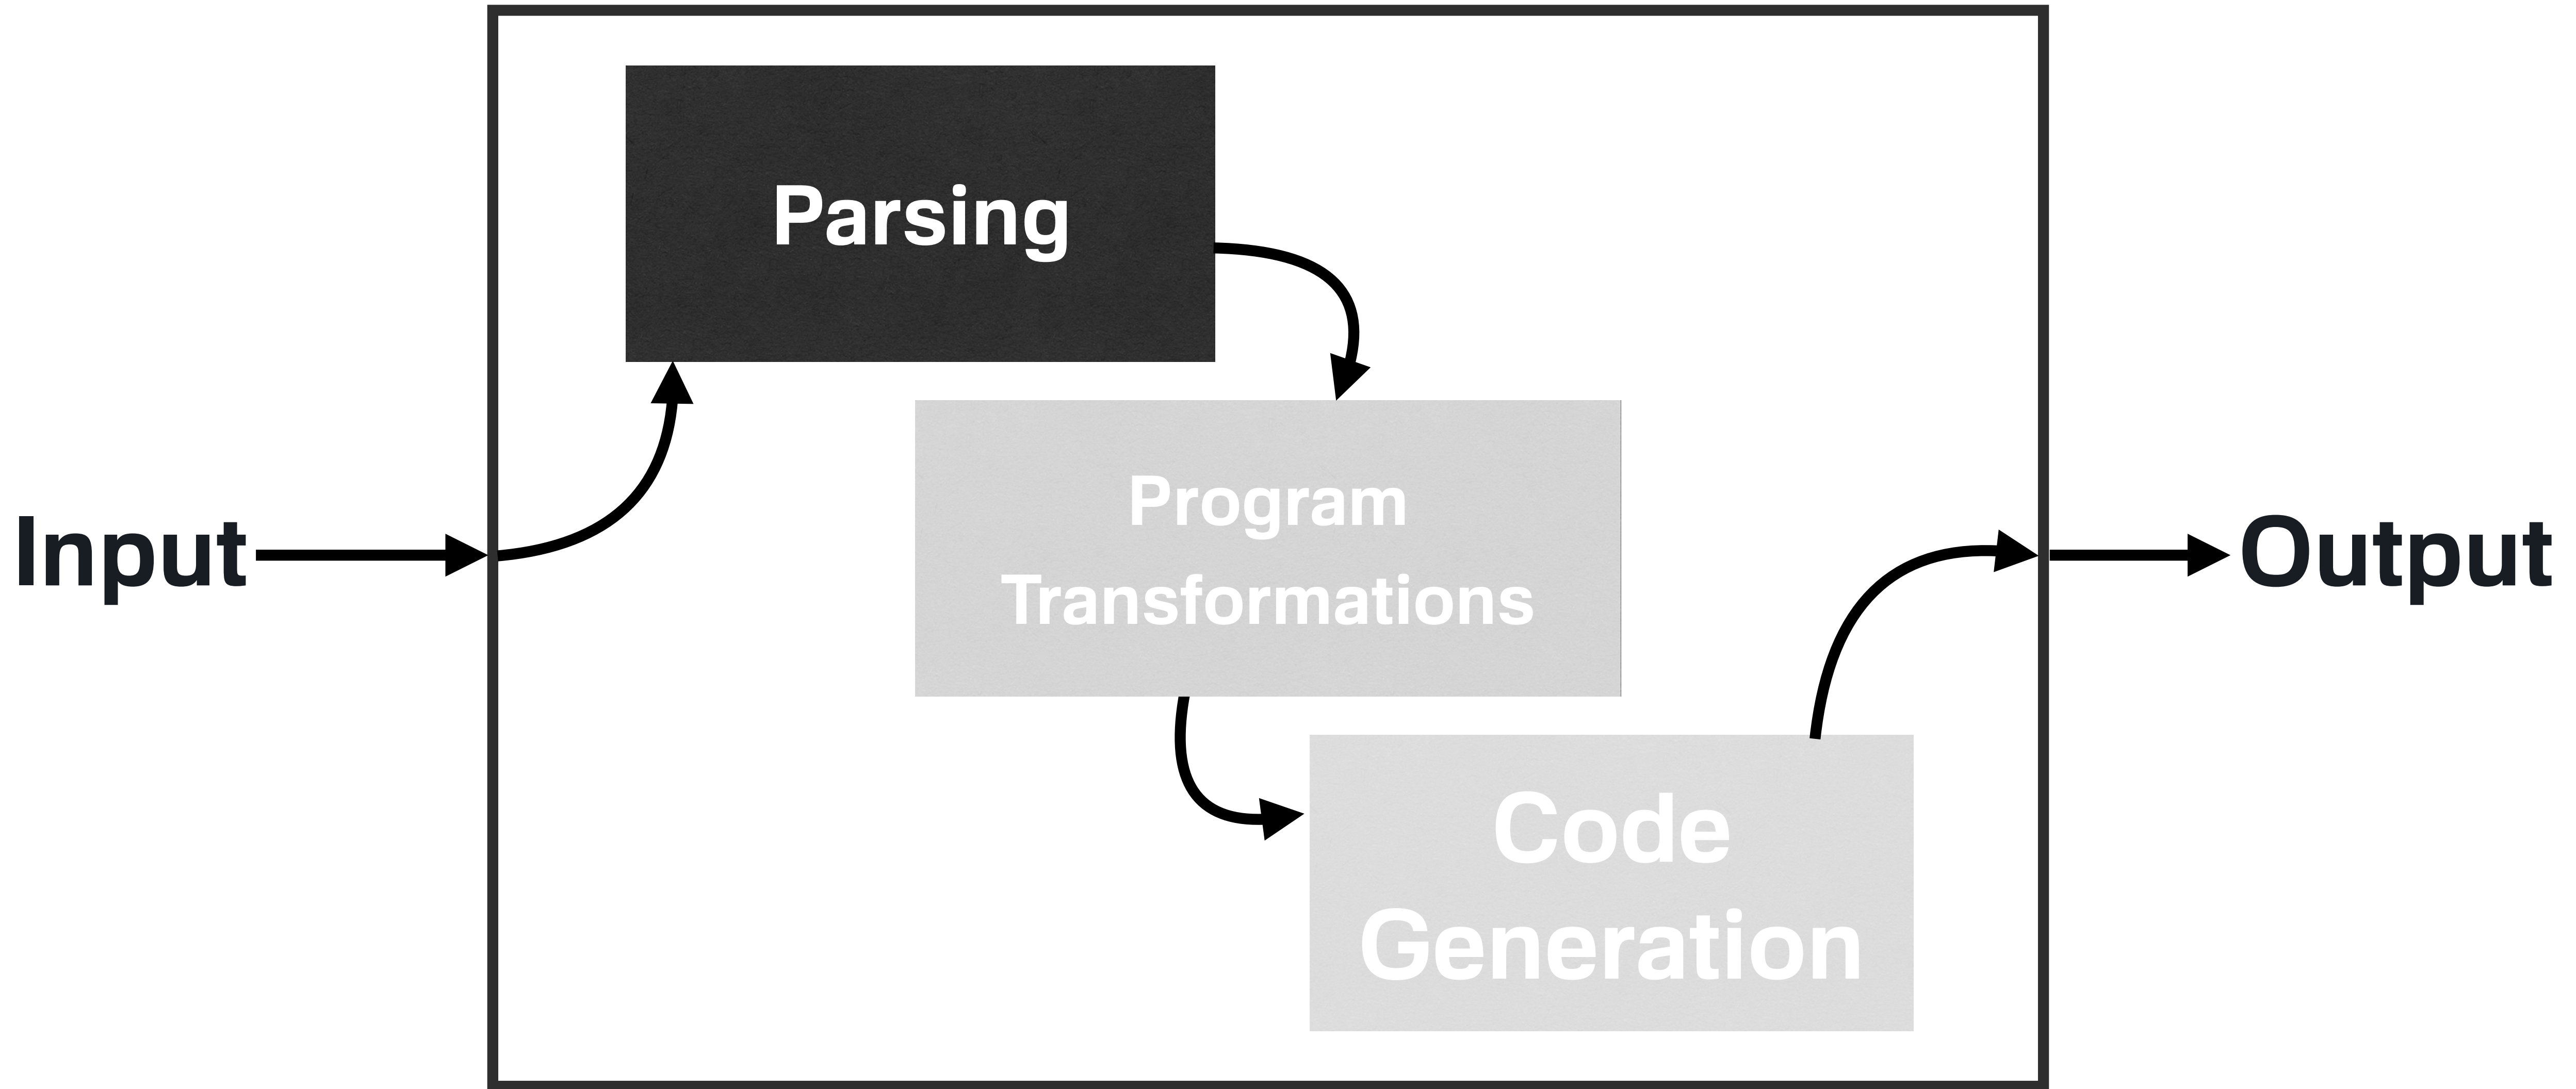 Parsing
Program
Transformations
Input
Output
Code
Generation